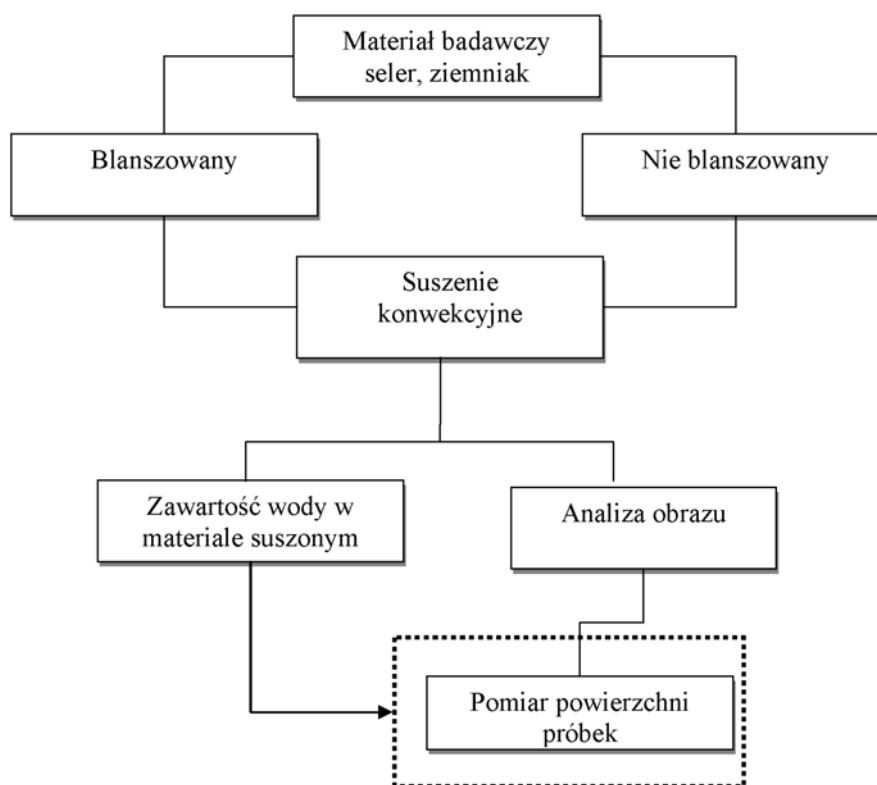 Materiał badawczy
seler, ziemniak
Blanszowany
Nie blanszowany
Suszenie
konwekcyjne
Zawartość wody w
materiale suszonym
Analiza obrazu
Pomiar powierzchni
próbek